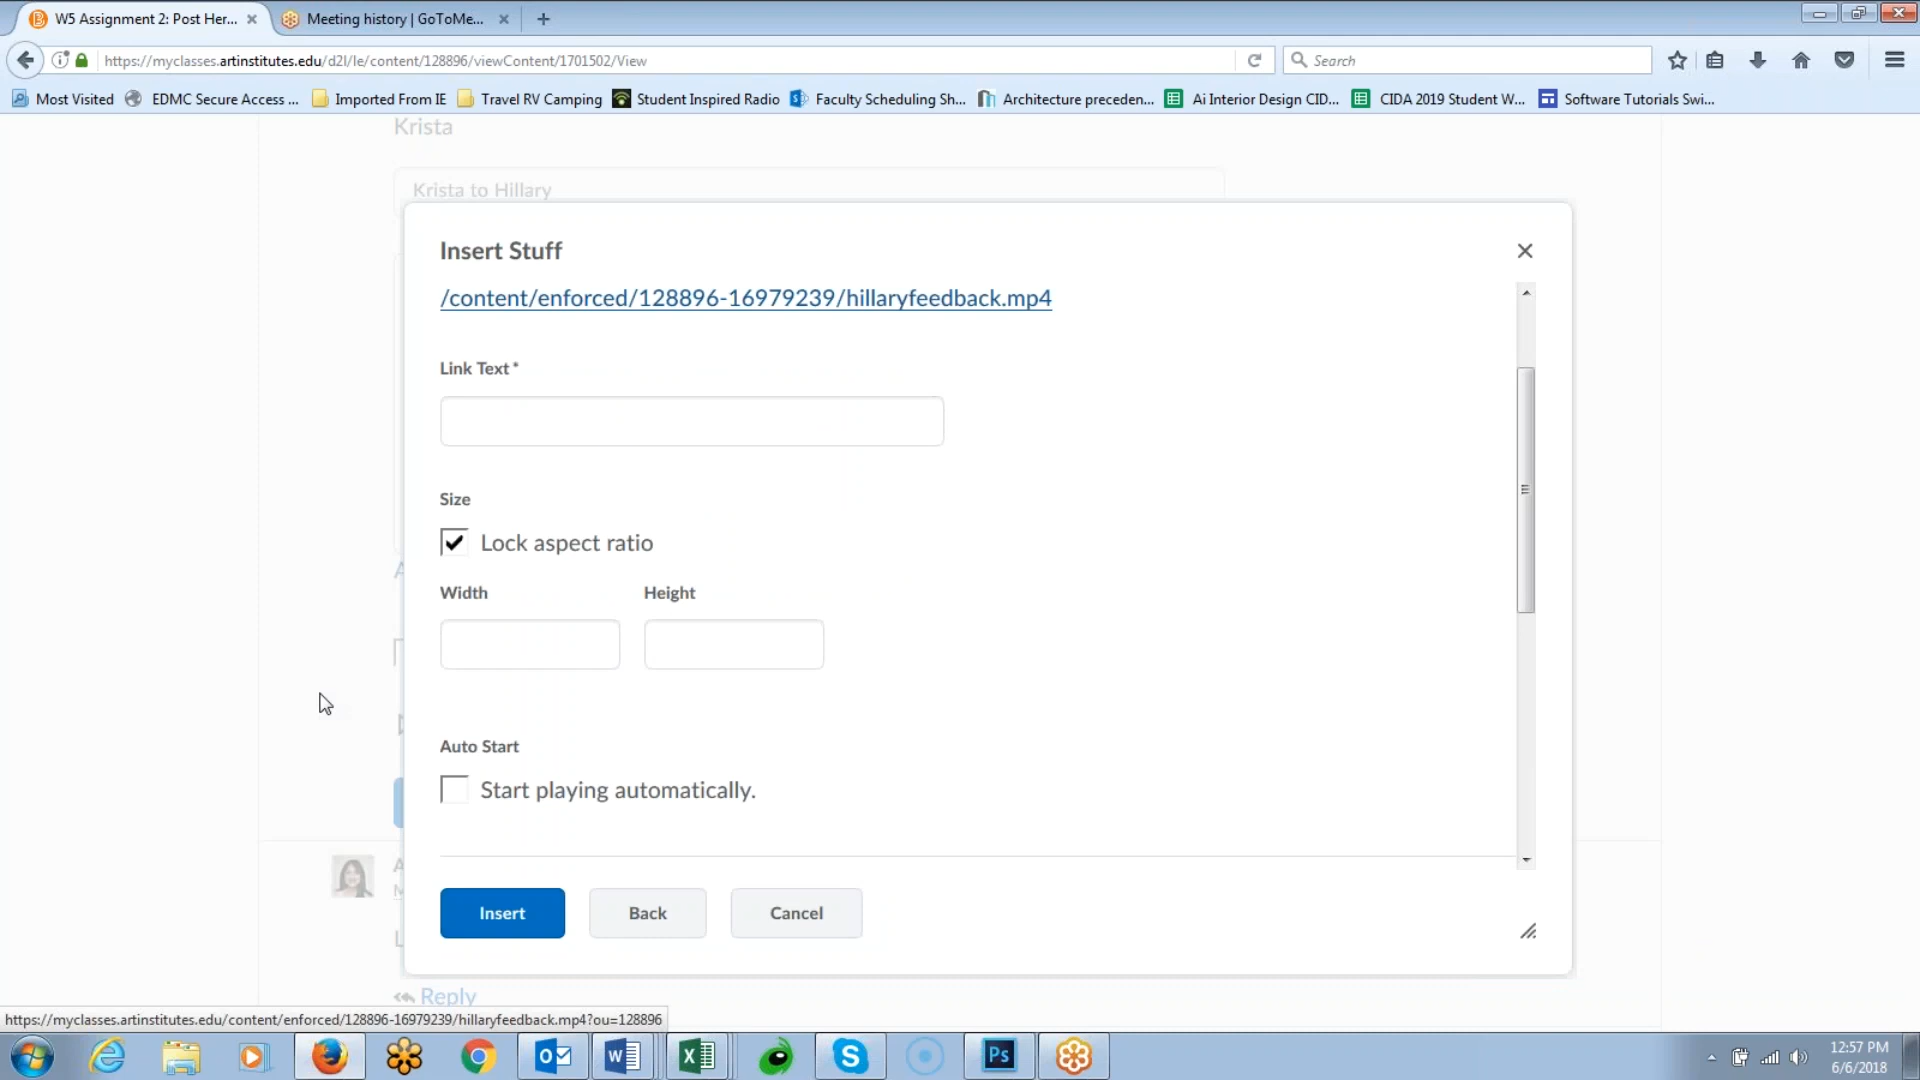 W5 Assignment 2: Post Her...
Meeting history | GoToMe...
https://myclasses.artinstitutes.edu/d2l/le/content/128896/viewContent/1701502/View
Search
Most Visited
EDMC Secure Access ...
Imported From IE
Travel RV Camping
Student Inspired Radio
Faculty Scheduling Sh...
Architecture preceden...
Ai Interior Design CID...
CIDA 2019 Student W...
Software Tutorials Swi...
Krista
Krista to Hillary
Insert Stuff
/content/enforced/128896-16979239/hillaryfeedback.mp4
Link Text *
Size
Lock aspect ratio
Width
Height
Auto Start
Start playing automatically.
Insert
Back
Cancel
Reply
https://myclasses.artinstitutes.edu/content/enforced/128896-16979239/hillaryfeedback.mp4?ou=128896
12:57 PM
6/6/2018